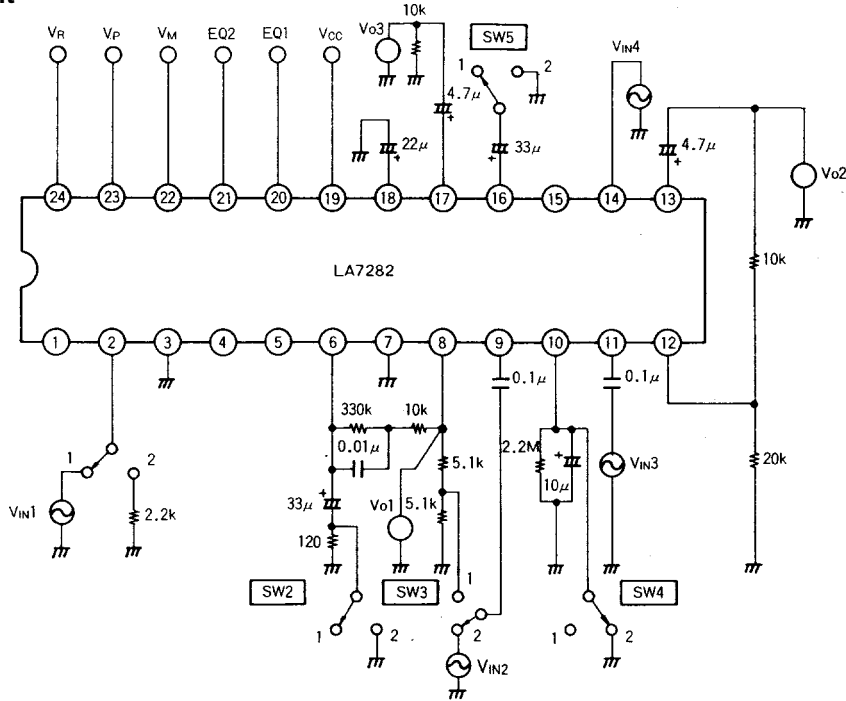 VR VP VM EQ2 EQ1 VCC Vo3 10k SW5 VIN4
1 2
4.7μ
+ 22μ + 33μ + 4.7μ + Vo2
24 23 22 21 20 19 18 17 16 15 14 13
10k
LA7282
1 2 3 4 5 6 7 8 9 10 11 12
0.1μ 0.1μ
330k 10k
0.01μ 5.1k 2.2M + 20k
1 2 VIN3
VIN1 2.2k 33μ + Vo1 5.1k 10μ
120
SW2 SW3 1 SW4
1 2 2 1 2
VIN2